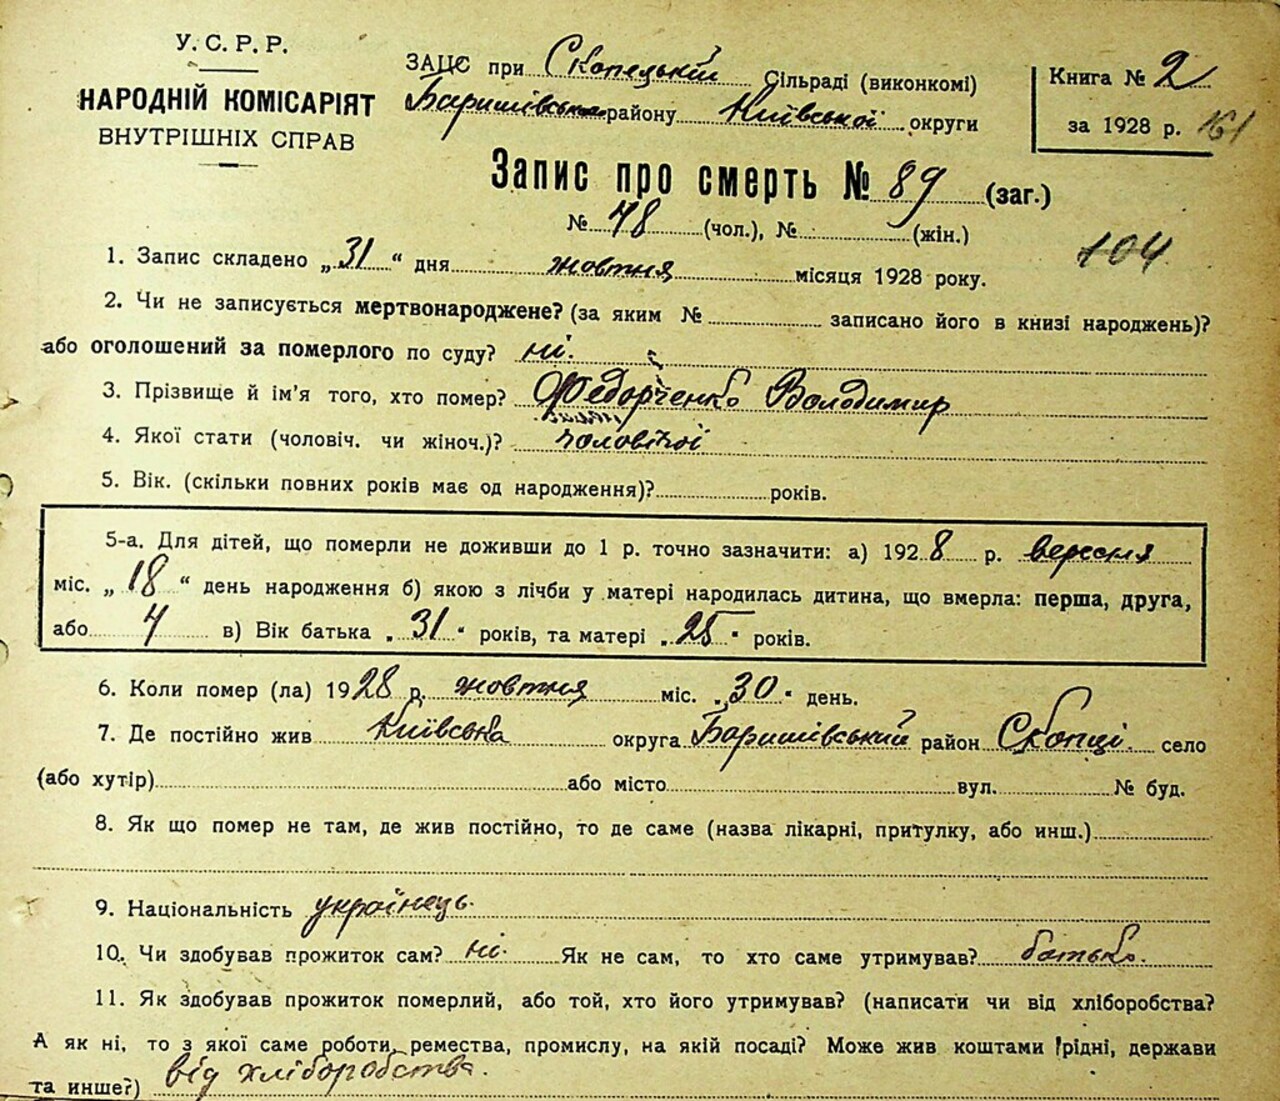 У.С.Р.Р.
НАРОДНІЙ КОМІСАРІЯТ
ВНУТРІШНІХ СПРАВ
ЗАЦС при Скопецькій Сільраді (виконкомі)
Баришівськ району Київської округи
Книга № 2
за 1928 р. 161
Запис про смерть № 89 (заг.)
№ 78 (чол.), № (жін.)
104
1. Запис складено „31" дня жовтня місяця 1928 року.
2. Чи не записується мертвонароджене? (за яким № записано його в книзі народжень)?
або оголошений за померлого по суду? ні.
3. Прізвище й ім'я того, хто помер? Федорченко Володимир
4. Якої стати (чоловіч. чи жіноч.)? чоловічої
5. Вік. (скільки повних років має од народження)? років.
5-а. Для дітей, що померли не доживши до 1 р. точно зазначити: а) 1928 р. вересня
міс. „18" день народження б) якою з лічби у матері народилась дитина, що вмерла: перша, друга,
або 4 в) Вік батька „31" років, та матері „25" років.
6. Коли помер (ла) 1928 р. жовтня міс. „30" день.
7. Де постійно жив Київська округа Баришівський район Скопці. село
(або хутір) або місто вул. № буд.
8. Як що помер не там, де жив постійно, то де саме (назва лікарні, притулку, або инш.)
9. Національність українець.
10. Чи здобував прожиток сам? ні. Як не сам, то хто саме утримував? батько.
11. Як здобував прожиток померлий, або той, хто його утримував? (написати чи від хліборобства?
А як ні, то з якої саме роботи, ремества, промислу, на якій посаді? Може жив коштами рідні, держави
та инше?) від хліборобства.